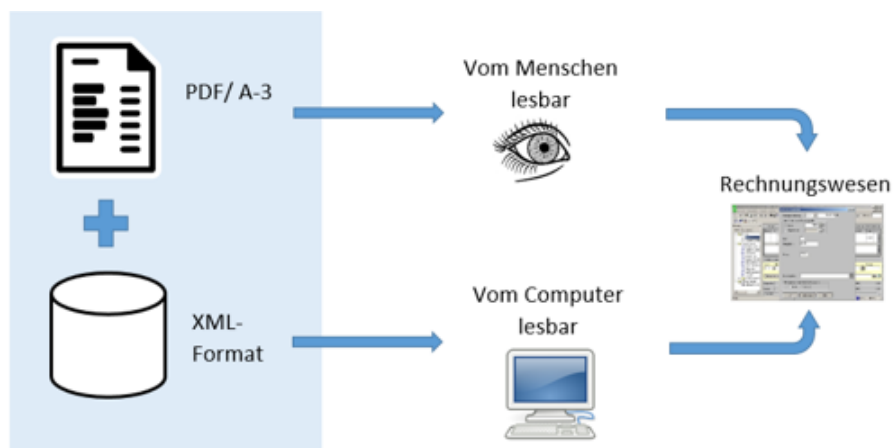 PDF/ A-3
Vom Menschen
lesbar
Rechnungswesen
XML-
Format
Vom Computer
lesbar